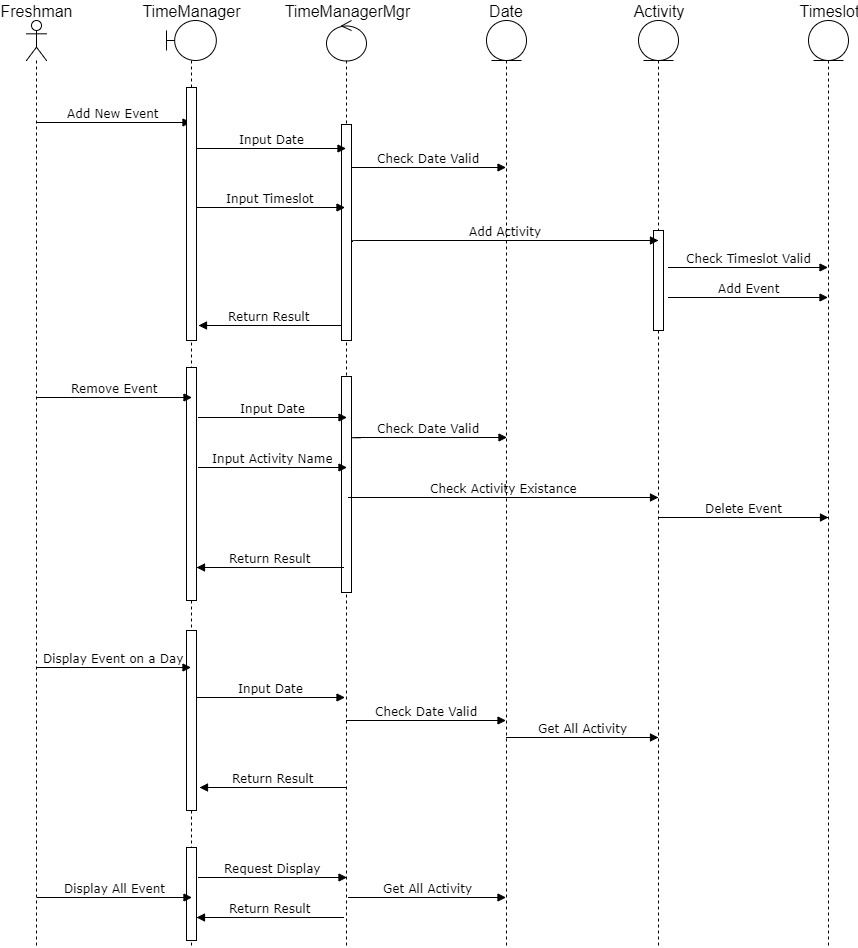 Freshman
TimeManager
TimeManagerMgr
Date
Activity
Timeslot
Add New Event
Input Date
Check Date Valid
Input Timeslot
Add Activity
Check Timeslot Valid
Add Event
Return Result
Remove Event
Input Date
Check Date Valid
Input Activity Name
Check Activity Existance
Delete Event
Return Result
Display Event on a Day
Input Date
Check Date Valid
Get All Activity
Return Result
Request Display
Display All Event
Get All Activity
Return Result